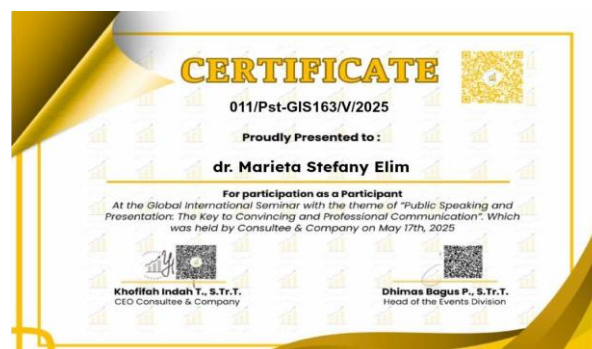 CERTIFICATE
011/Pst-GIS163/V/2025
Proudly Presented to :
dr. Marieta Stefany Elim
For participation as a Participant
At the Global International Seminar with the theme of "Public Speaking and
Presentation: The Key to Convincing and Professional Communication". Which
was held by Consultee & Company on May 17th, 2025
Khofifah Indah T., S.Tr.T.
CEO Consultee & Company
Dhimas Bagus P., S.Tr.T.
Head of the Events Division